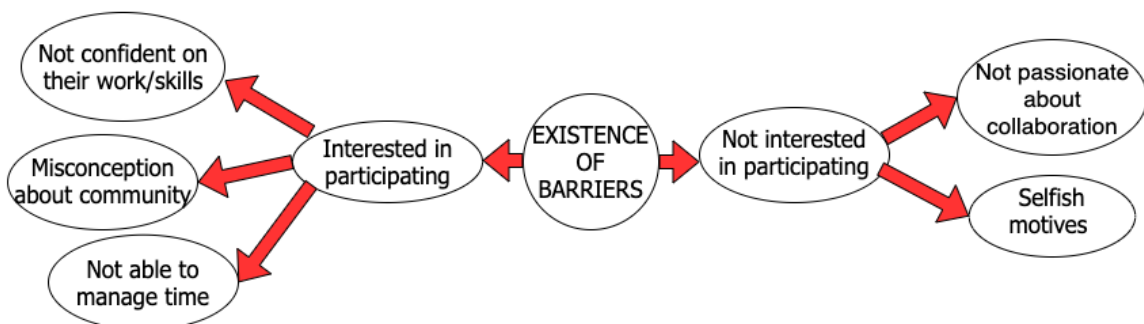 Not confident on
their work/skills
Misconception
about community
Not able to
manage time
Interested in
participating
EXISTENCE
OF
BARRIERS
Not interested
in participating
Not passionate
about
collaboration
Selfish
motives